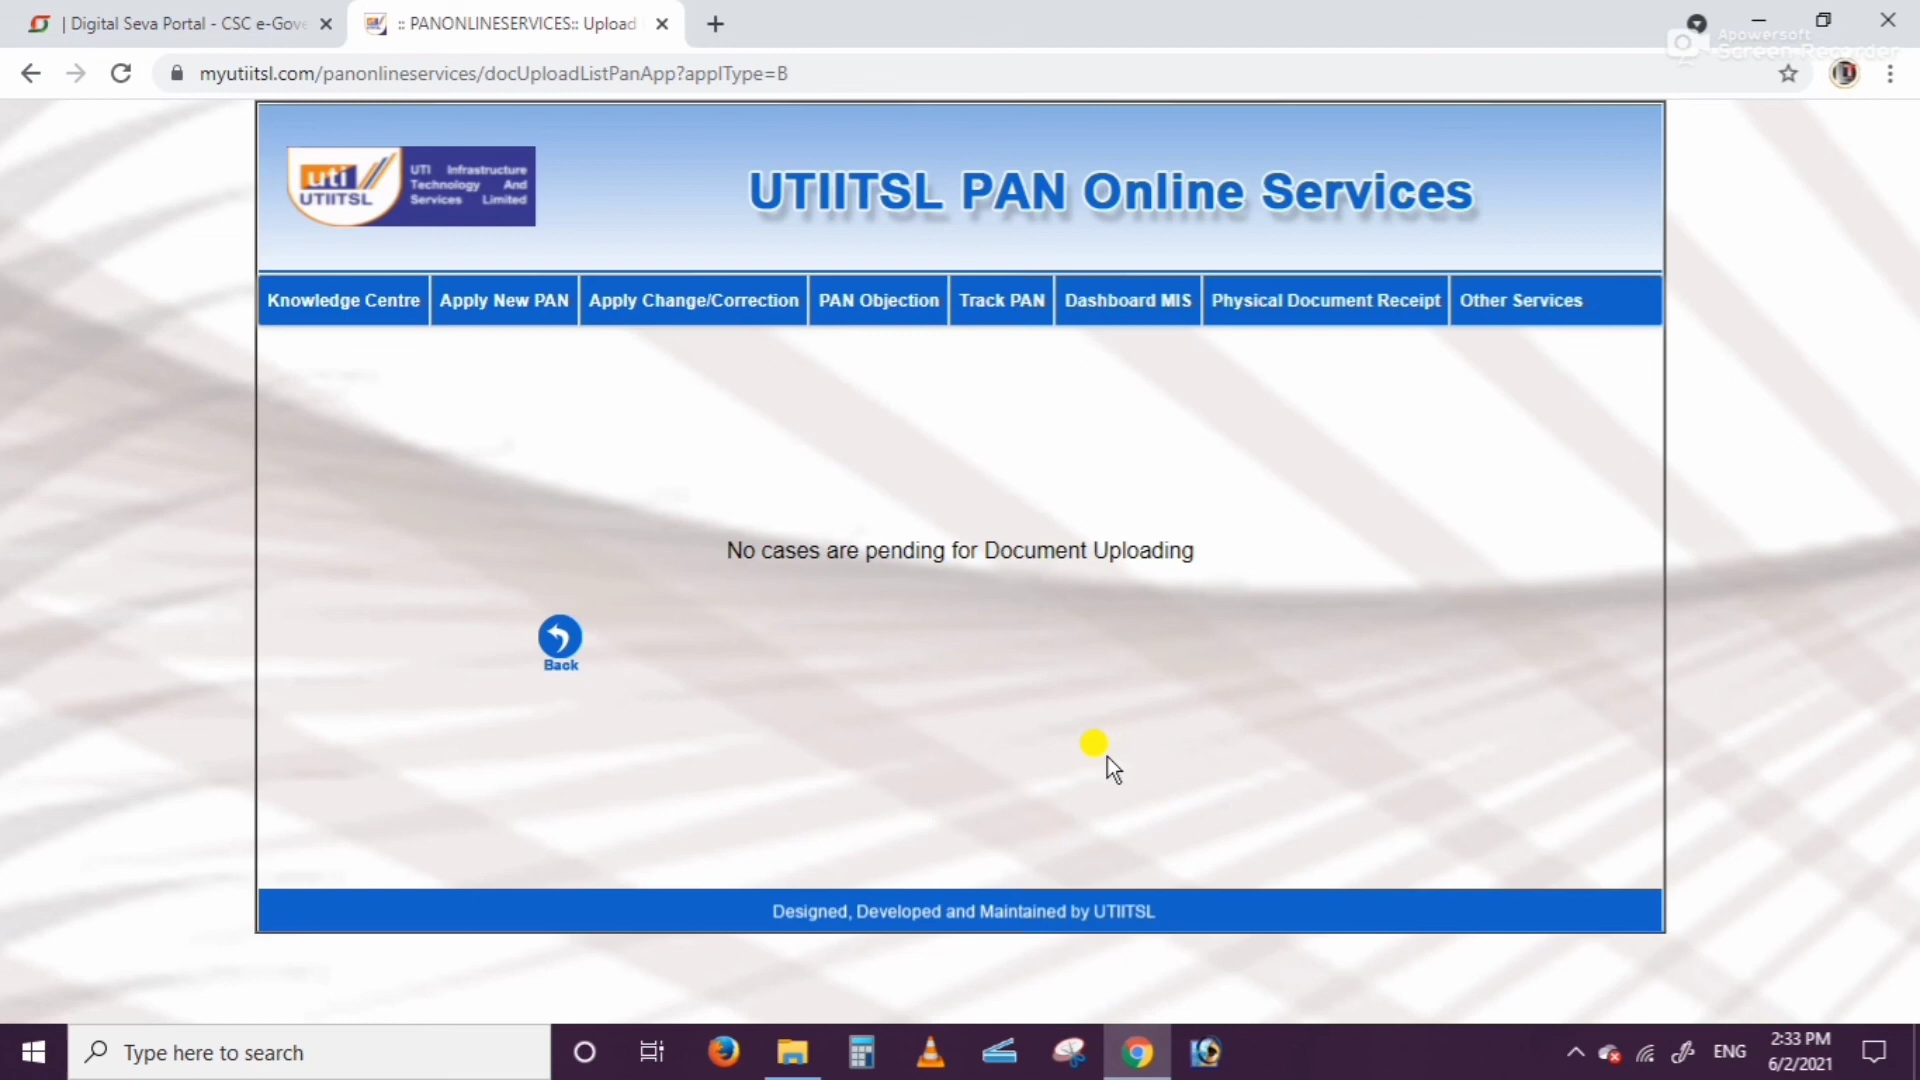 | Digital Seva Portal - CSC e-Gove
:: PANONLINESERVICES:: Upload
Apowersoft
Screen Recorder
myutiitsl.com/panonlineservices/docUploadListPanApp?applType=B
uti
UTIITSL
UTI Infrastructure
Technology And
Services Limited
UTIITSL PAN Online Services
Knowledge Centre
Apply New PAN
Apply Change/Correction
PAN Objection
Track PAN
Dashboard MIS
Physical Document Receipt
Other Services
No cases are pending for Document Uploading
Back
Designed, Developed and Maintained by UTIITSL
Type here to search
ENG
2:33 PM
6/2/2021